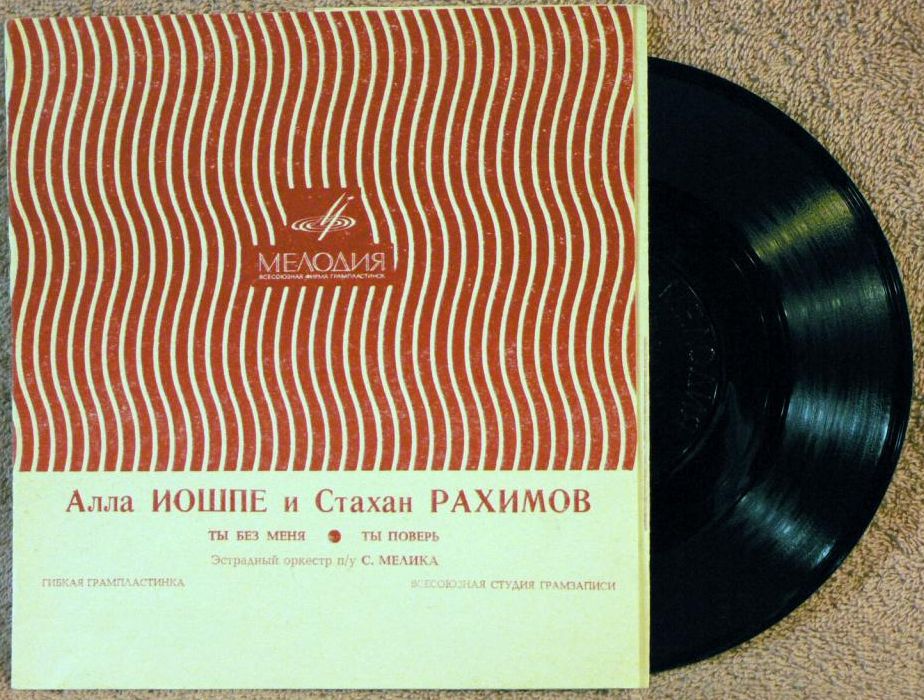 МЕЛОДИЯ
ВСЕСОЮЗНАЯ ФИРМА ГРАМПЛАСТИНОК
Алла ИОШПЕ и Стахан РАХИМОВ
ТЫ БЕЗ МЕНЯ ● ТЫ ПОВЕРЬ
Эстрадный оркестр п/у С. МЕЛИКА
ГИБКАЯ ГРАМПЛАСТИНКА ВСЕСОЮЗНАЯ СТУДИЯ ГРАМЗАПИСИ